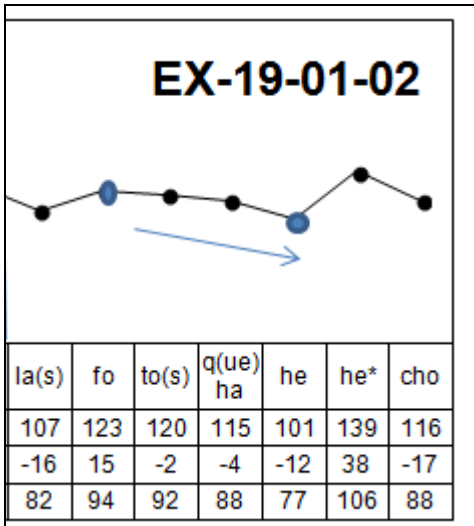 EX-19-01-02
la(s) fo to(s) q(ue) ha he he* cho
107 123 120 115 101 139 116
-16 15 -2 -4 -12 38 -17
82 94 92 88 77 106 88